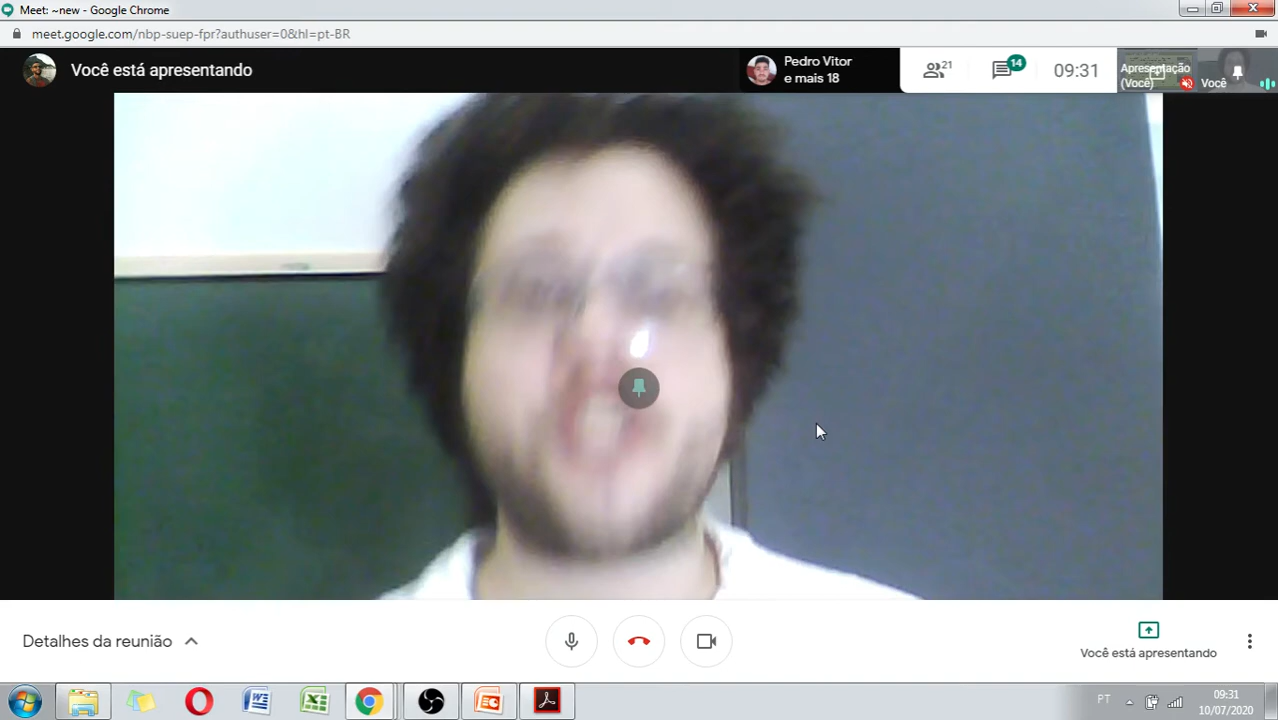 Meet: ~new - Google Chrome
meet.google.com/nbp-suep-fpr?authuser=0&hl=pt-BR
Você está apresentando
Pedro Vitor
e mais 18
21
14
09:31
Apresentação
(Você)
Você
Detalhes da reunião
Você está apresentando
PT
09:31
10/07/2020